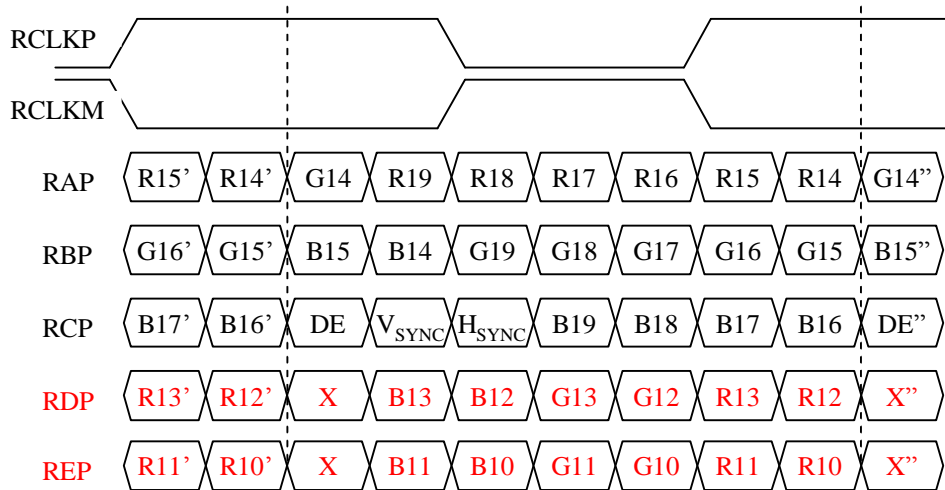 RCLKP
RCLKM
RAP R15’ R14’ G14 R19 R18 R17 R16 R15 R14 G14”
RBP G16’ G15’ B15 B14 G19 G18 G17 G16 G15 B15”
RCP B17’ B16’ DE VSYNC HSYNC B19 B18 B17 B16 DE”
RDP R13’ R12’ X B13 B12 G13 G12 R13 R12 X”
REP R11’ R10’ X B11 B10 G11 G10 R11 R10 X”